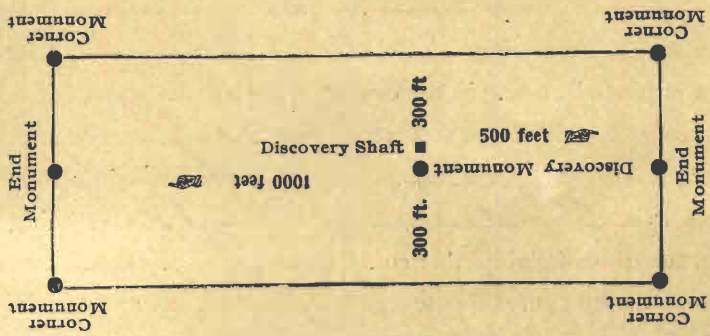 Corner
Monument
Corner
Monument
End
Monument
300 ft
500 feet
Discovery Shaft
Discovery Monument
1000 feet
300 ft.
End
Monument
Corner
Monument
Corner
Monument